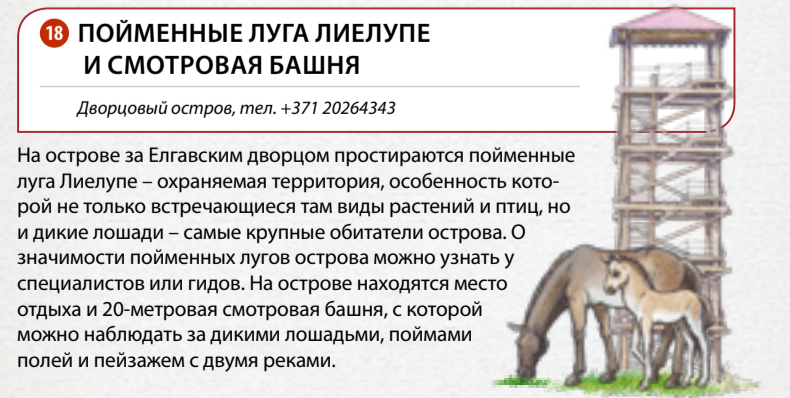 18 ПОЙМЕННЫЕ ЛУГА ЛИЕЛУПЕ
И СМОТРОВАЯ БАШНЯ
Дворцовый остров, тел. +371 20264343
На острове за Елгавским дворцом простираются пойменные
луга Лиелупе – охраняемая территория, особенность кото-
рой не только встречающиеся там виды растений и птиц, но
и дикие лошади – самые крупные обитатели острова. О
значимости пойменных лугов острова можно узнать у
специалистов или гидов. На острове находятся место
отдыха и 20-метровая смотровая башня, с которой
можно наблюдать за дикими лошадьми, поймами
полей и пейзажем с двумя реками.